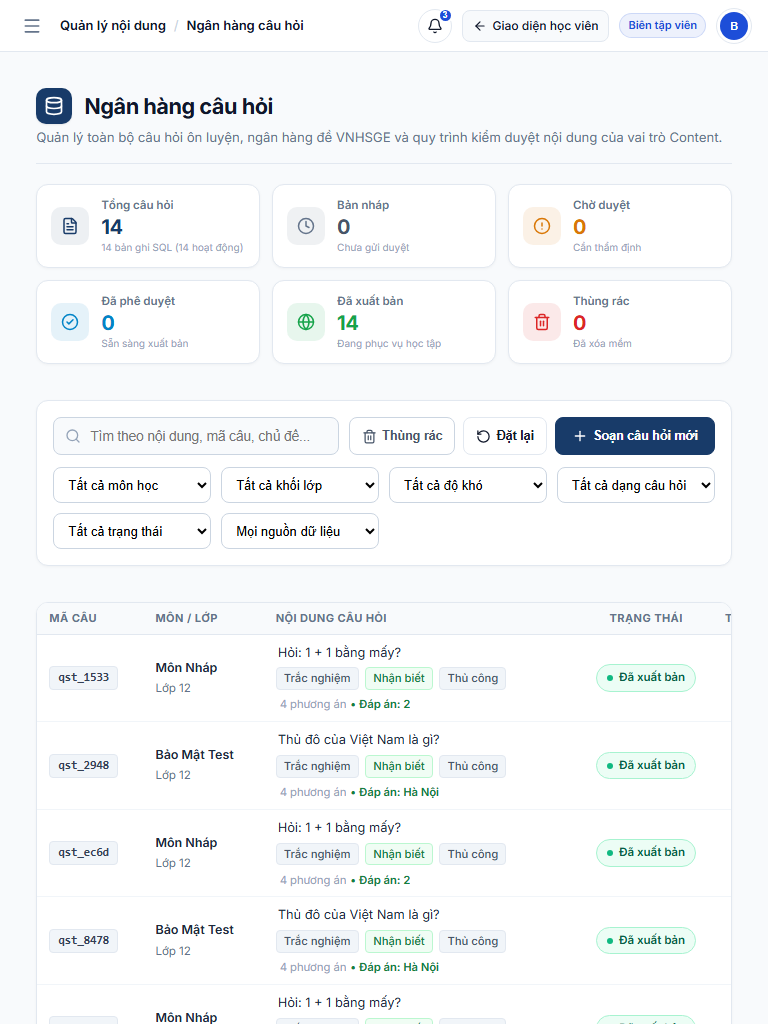 Quản lý nội dung / Ngân hàng câu hỏi
3
Giao diện học viên
Biên tập viên
B
Ngân hàng câu hỏi
Quản lý toàn bộ câu hỏi ôn luyện, ngân hàng đề VNHSGE và quy trình kiểm duyệt nội dung của vai trò Content.
Tổng câu hỏi
14
14 bản ghi SQL (14 hoạt động)
Bản nháp
0
Chưa gửi duyệt
Chờ duyệt
0
Cần thẩm định
Đã phê duyệt
0
Sẵn sàng xuất bản
Đã xuất bản
14
Đang phục vụ học tập
Thùng rác
0
Đã xóa mềm
Tìm theo nội dung, mã câu, chủ đề...
Thùng rác
Đặt lại
Soạn câu hỏi mới
Tất cả môn học
Tất cả khối lớp
Tất cả độ khó
Tất cả dạng câu hỏi
Tất cả trạng thái
Mọi nguồn dữ liệu
MÃ CÂU MÔN / LỚP NỘI DUNG CÂU HỎI TRẠNG THÁI T
qst_1533
Môn Nháp
Lớp 12
Hỏi: 1 + 1 bằng mấy?
Trắc nghiệm Nhận biết Thủ công
4 phương án • Đáp án: 2
Đã xuất bản
qst_2948
Bảo Mật Test
Lớp 12
Thủ đô của Việt Nam là gì?
Trắc nghiệm Nhận biết Thủ công
4 phương án • Đáp án: Hà Nội
Đã xuất bản
qst_ec6d
Môn Nháp
Lớp 12
Hỏi: 1 + 1 bằng mấy?
Trắc nghiệm Nhận biết Thủ công
4 phương án • Đáp án: 2
Đã xuất bản
qst_8478
Bảo Mật Test
Lớp 12
Thủ đô của Việt Nam là gì?
Trắc nghiệm Nhận biết Thủ công
4 phương án • Đáp án: Hà Nội
Đã xuất bản
Môn Nháp
Hỏi: 1 + 1 bằng mấy?